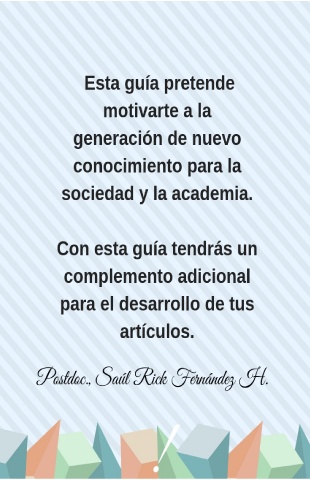 Esta guía pretende
motivarte a la
generación de nuevo
conocimiento para la
sociedad y la academia.
Con esta guía tendrás un
complemento adicional
para el desarrollo de tus
artículos.
Postdoc., Saúl Rick Fernández H.